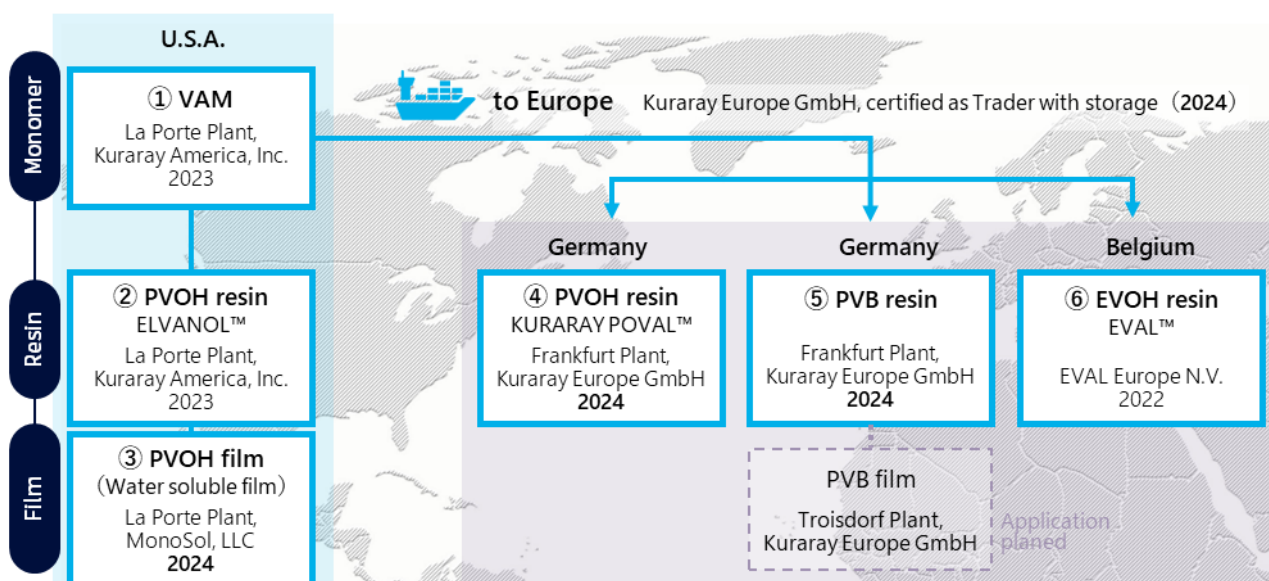 U.S.A.
Monomer
① VAM
La Porte Plant,
Kuraray America, Inc.
2023
to Europe
Kuraray Europe GmbH, certified as Trader with storage（2024）
Resin
② PVOH resin
ELVANOL™
La Porte Plant,
Kuraray America, Inc.
2023
Germany
④ PVOH resin
KURARAY POVAL™
Frankfurt Plant,
Kuraray Europe GmbH
2024
Germany
⑤ PVB resin
Frankfurt Plant,
Kuraray Europe GmbH
2024
Belgium
⑥ EVOH resin
EVAL™
EVAL Europe N.V.
2022
Film
③ PVOH film
（Water soluble film）
La Porte Plant,
MonoSol, LLC
2024
PVB film
Troisdorf Plant,
Kuraray Europe GmbH
Application
planed